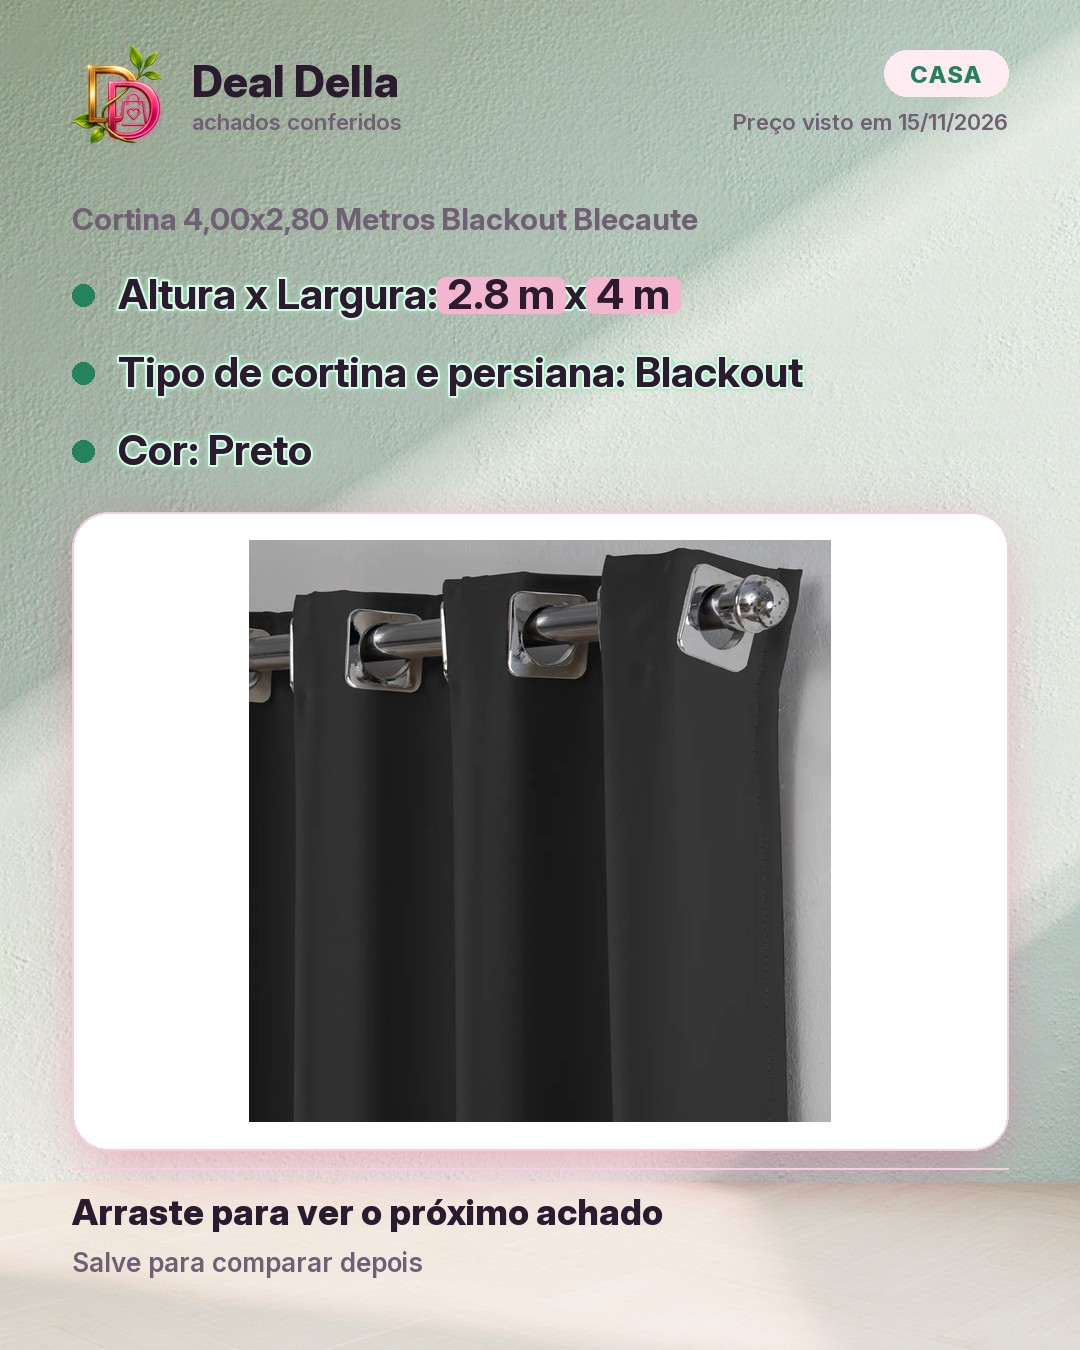 Deal Della
achados conferidos
CASA
Preço visto em 15/11/2026
Cortina 4,00x2,80 Metros Blackout Blecaute
Altura x Largura: 2.8 m x 4 m
Tipo de cortina e persiana: Blackout
Cor: Preto
Arraste para ver o próximo achado
Salve para comparar depois